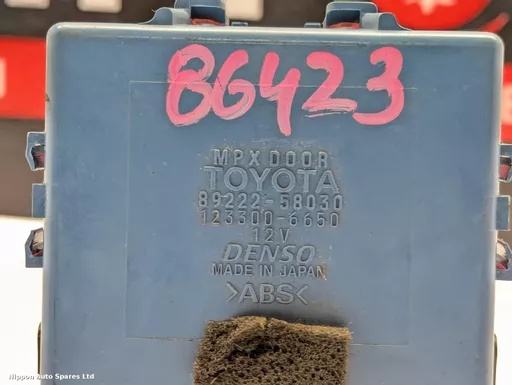 86423
MPX DOOR
TOYOTA
89222-58030
123300-6650
12V
DENSO
MADE IN JAPAN
>ABS<
Nippon Auto Spares Ltd